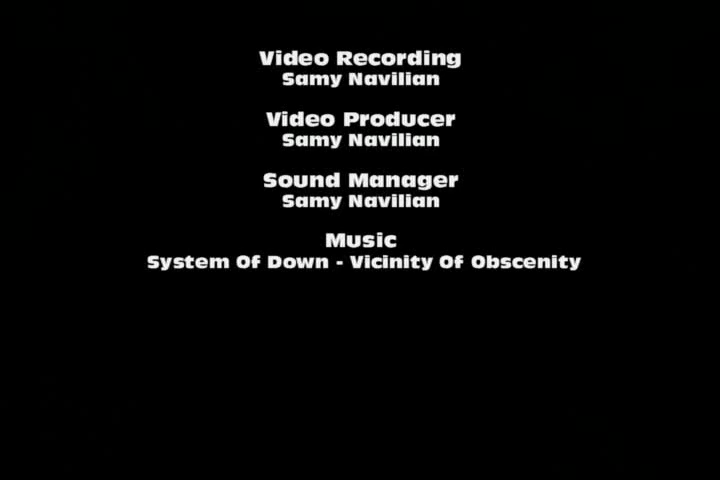 Video Recording
Samy Navilian
Video Producer
Samy Navilian
Sound Manager
Samy Navilian
Music
System Of Down - Vicinity Of Obscenity